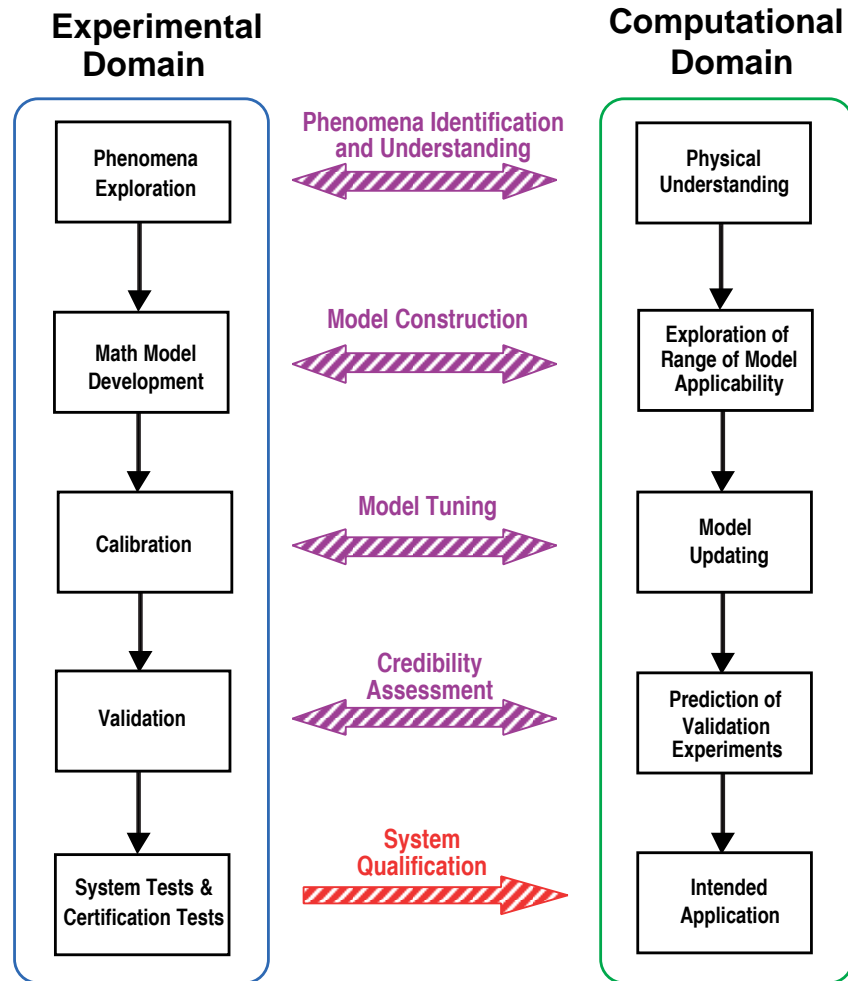 Experimental
Domain
Computational
Domain
Phenomena
Exploration
Phenomena Identification
and Understanding
Physical
Understanding
Math Model
Development
Model Construction
Exploration of
Range of Model
Applicability
Calibration
Model Tuning
Model
Updating
Validation
Credibility
Assessment
Prediction of
Validation
Experiments
System Tests &
Certification Tests
System
Qualification
Intended
Application